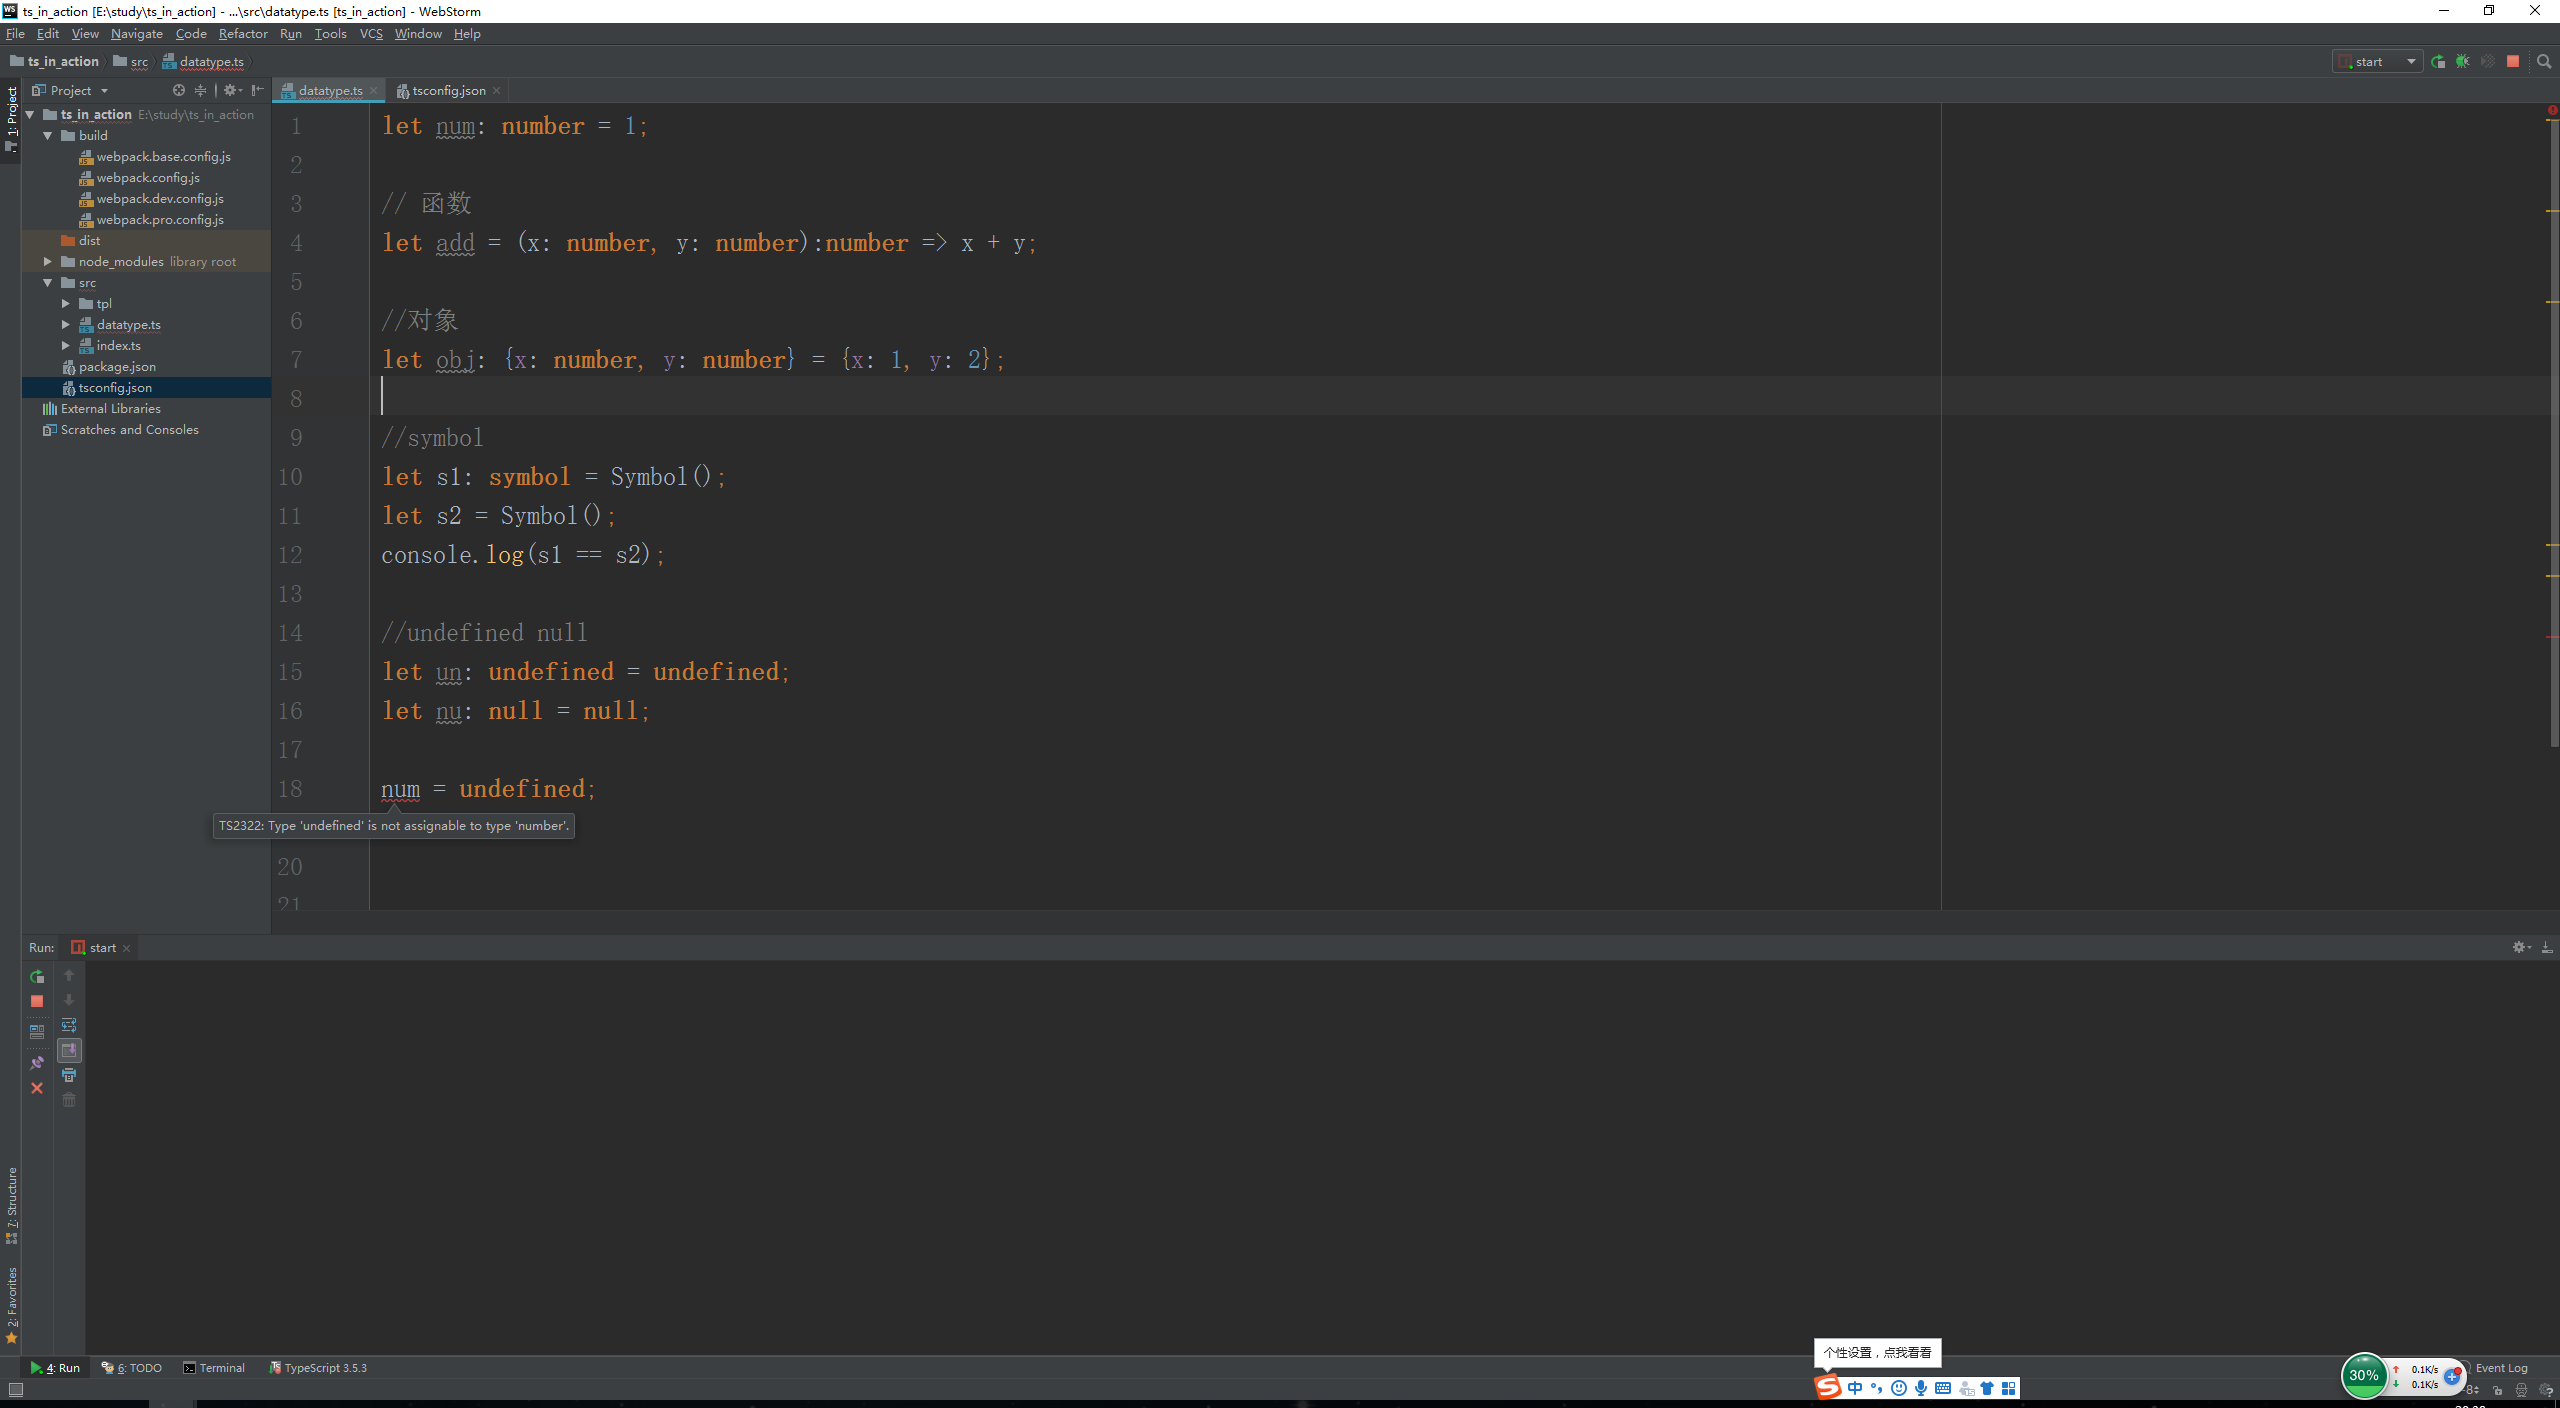 ts_in_action [E:\study\ts_in_action] - ...\src\datatype.ts [ts_in_action] - WebStorm
File Edit View Navigate Code Refactor Run Tools VCS Window Help
ts_in_action src datatype.ts
start
1: Project
Project
datatype.ts
tsconfig.json
ts_in_action E:\study\ts_in_action
build
webpack.base.config.js
webpack.config.js
webpack.dev.config.js
webpack.pro.config.js
dist
node_modules library root
src
tpl
datatype.ts
index.ts
package.json
tsconfig.json
External Libraries
Scratches and Consoles
1 let num: number = 1;
2
3 // 函数
4 let add = (x: number, y: number):number => x + y;
5
6 //对象
7 let obj: {x: number, y: number} = {x: 1, y: 2};
8
9 //symbol
10 let s1: symbol = Symbol();
11 let s2 = Symbol();
12 console.log(s1 == s2);
13
14 //undefined null
15 let un: undefined = undefined;
16 let nu: null = null;
17
18 num = undefined;
TS2322: Type 'undefined' is not assignable to type 'number'.
20
21
Run: start
7: Structure
2: Favorites
4: Run 6: TODO Terminal TypeScript 3.5.3
个性设置，点我看看
中
30%
0.1K/s
0.1K/s
Event Log